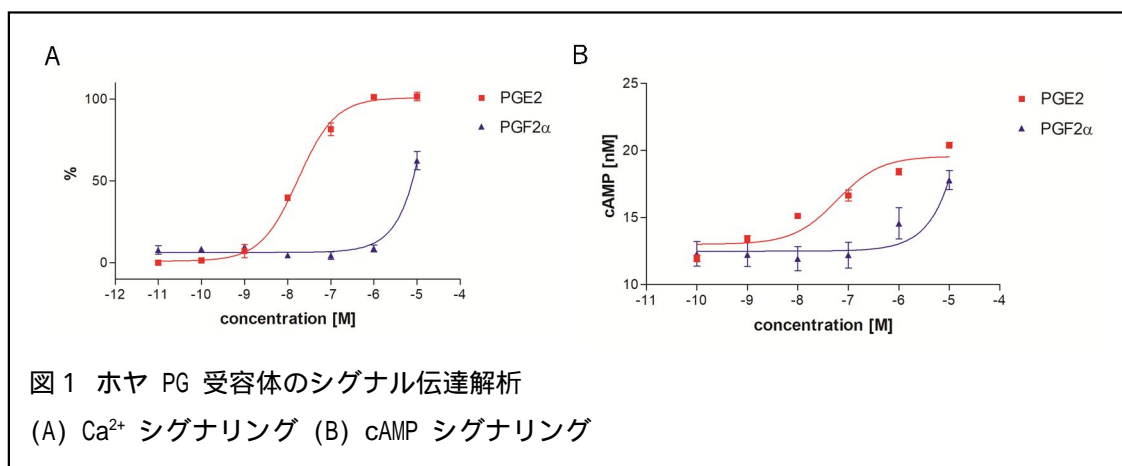 A
100
50
0
%
-12 -11 -10 -9 -8 -7 -6 -5 -4
concentration [M]
PGE2
PGF2α
B
25
20
15
10
cAMP [nM]
-11 -10 -9 -8 -7 -6 -5 -4
concentration [M]
PGE2
PGF2α
図1 ホヤ PG 受容体のシグナル伝達解析
(A) Ca²⁺ シグナリング (B) cAMP シグナリング